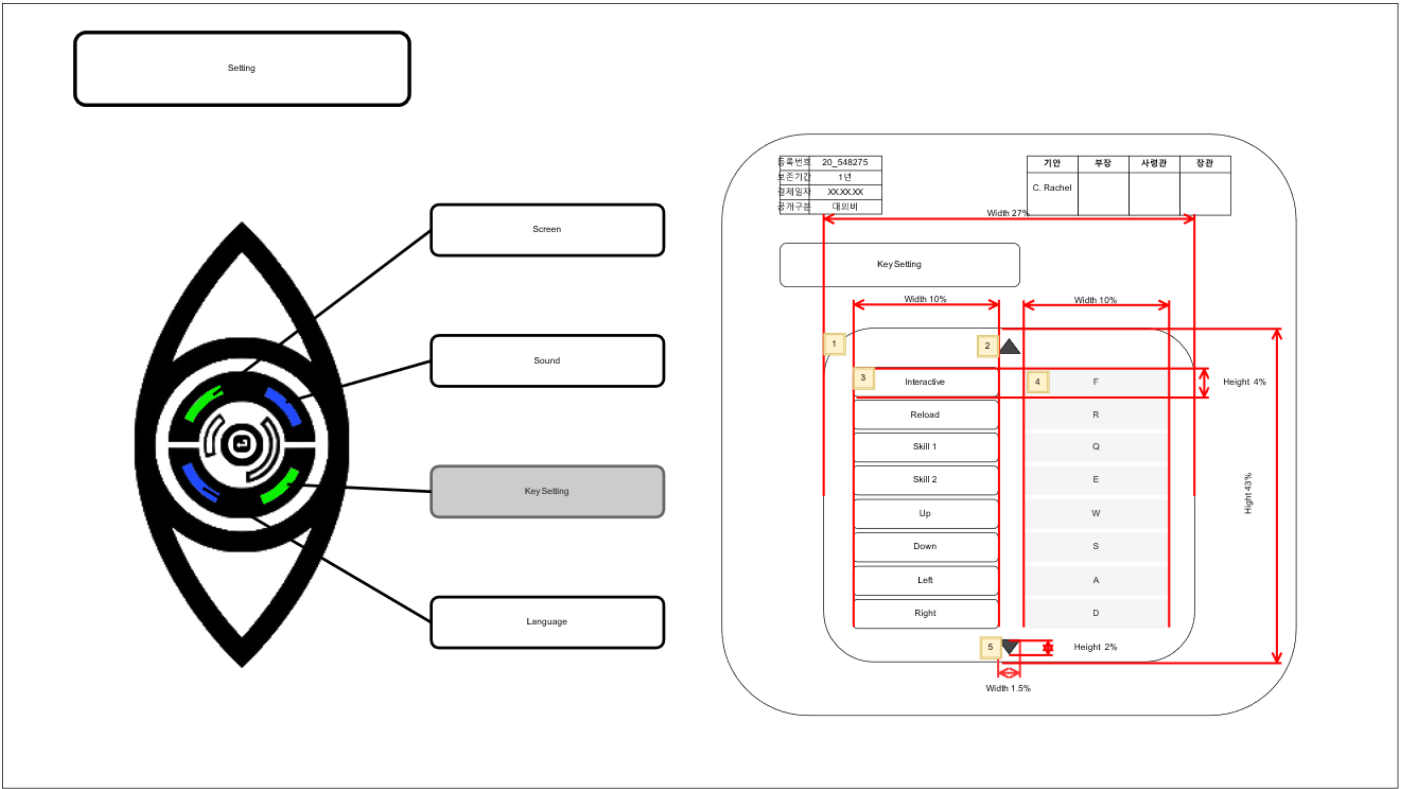 Setting
Screen
Sound
Key Setting
Language
등록번호 20_548275
보존기간 1년
결제일자 XX.XX.XX
공개구분 대외비
기안 부장 사령관 장관
C. Rachel
Width 27%
Key Setting
Width 10% Width 10%
1
2
3 Interactive 4 F
Height 4%
Reload R
Skill 1 Q
Skill 2 E
Hight 43%
Up W
Down S
Left A
Right D
5 Height 2%
Width 1.5%